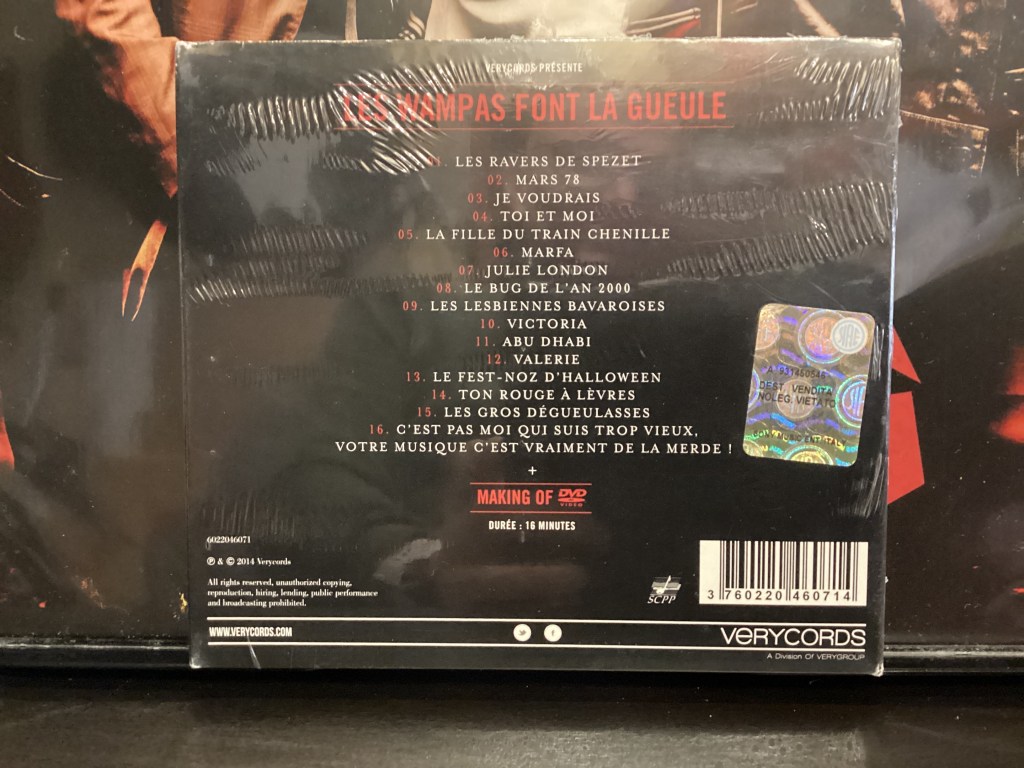 VERYCORDS PRÉSENTE
LES WAMPAS FONT LA GUEULE
01. LES RAVERS DE SPEZET
02. MARS 78
03. JE VOUDRAIS
04. TOI ET MOI
05. LA FILLE DU TRAIN CHENILLE
06. MARFA
07. JULIE LONDON
08. LE BUG DE L'AN 2000
09. LES LESBIENNES BAVAROISES
10. VICTORIA
11. ABU DHABI
12. VALERIE
13. LE FEST-NOZ D'HALLOWEEN
14. TON ROUGE À LÈVRES
15. LES GROS DÉGUEULASSES
16. C'EST PAS MOI QUI SUIS TROP VIEUX,
VOTRE MUSIQUE C'EST VRAIMENT DE LA MERDE !
+
MAKING OF DVD
VIDEO
DURÉE : 16 MINUTES
SIAE
DEST. VENDITA
NOLEG. VIETATO
6022046071
℗ & © 2014 Verycords
All rights reserved, unauthorized copying,
reproduction, hiring, lending, public performance
and broadcasting prohibited.
SCPP
3 760220 460714
WWW.VERYCORDS.COM
VERYCORDS
A Division Of VERYGROUP